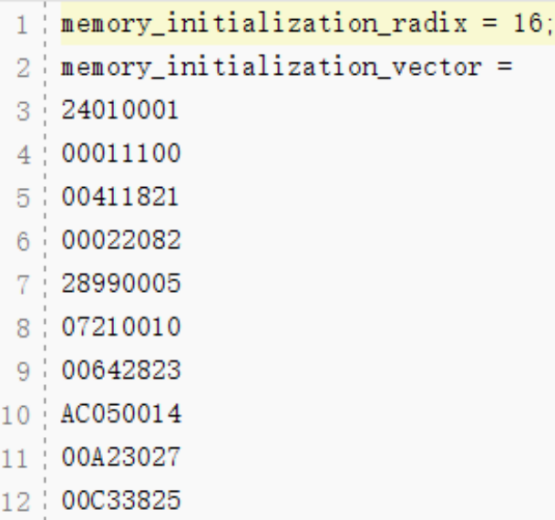 1 memory_initialization_radix = 16;
2 memory_initialization_vector =
3 24010001
4 00011100
5 00411821
6 00022082
7 28990005
8 07210010
9 00642823
10 AC050014
11 00A23027
12 00C33825